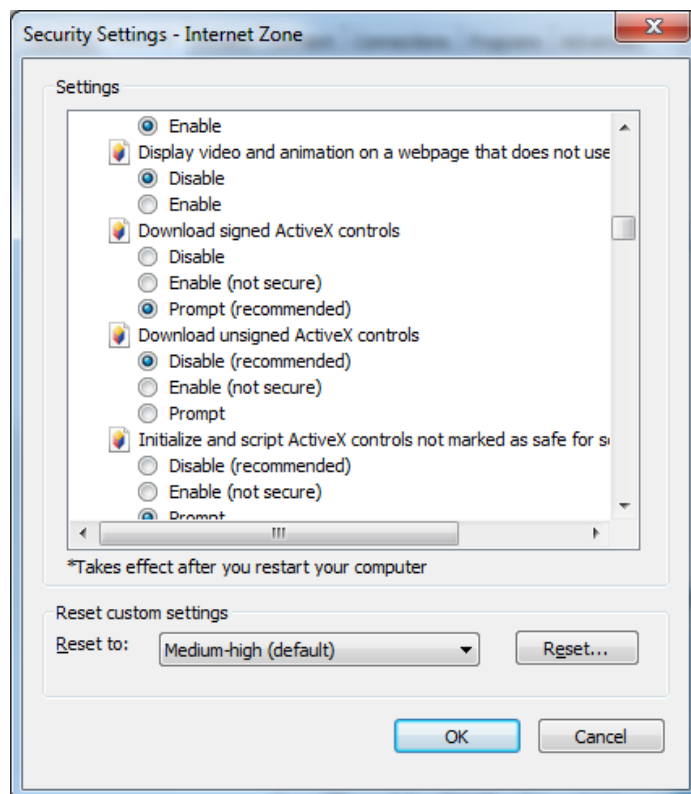 Security Settings - Internet Zone
Settings
Enable
Display video and animation on a webpage that does not use
Disable
Enable
Download signed ActiveX controls
Disable
Enable (not secure)
Prompt (recommended)
Download unsigned ActiveX controls
Disable (recommended)
Enable (not secure)
Prompt
Initialize and script ActiveX controls not marked as safe for s
Disable (recommended)
Enable (not secure)
Prompt
*Takes effect after you restart your computer
Reset custom settings
Reset to: Medium-high (default) Reset...
OK Cancel